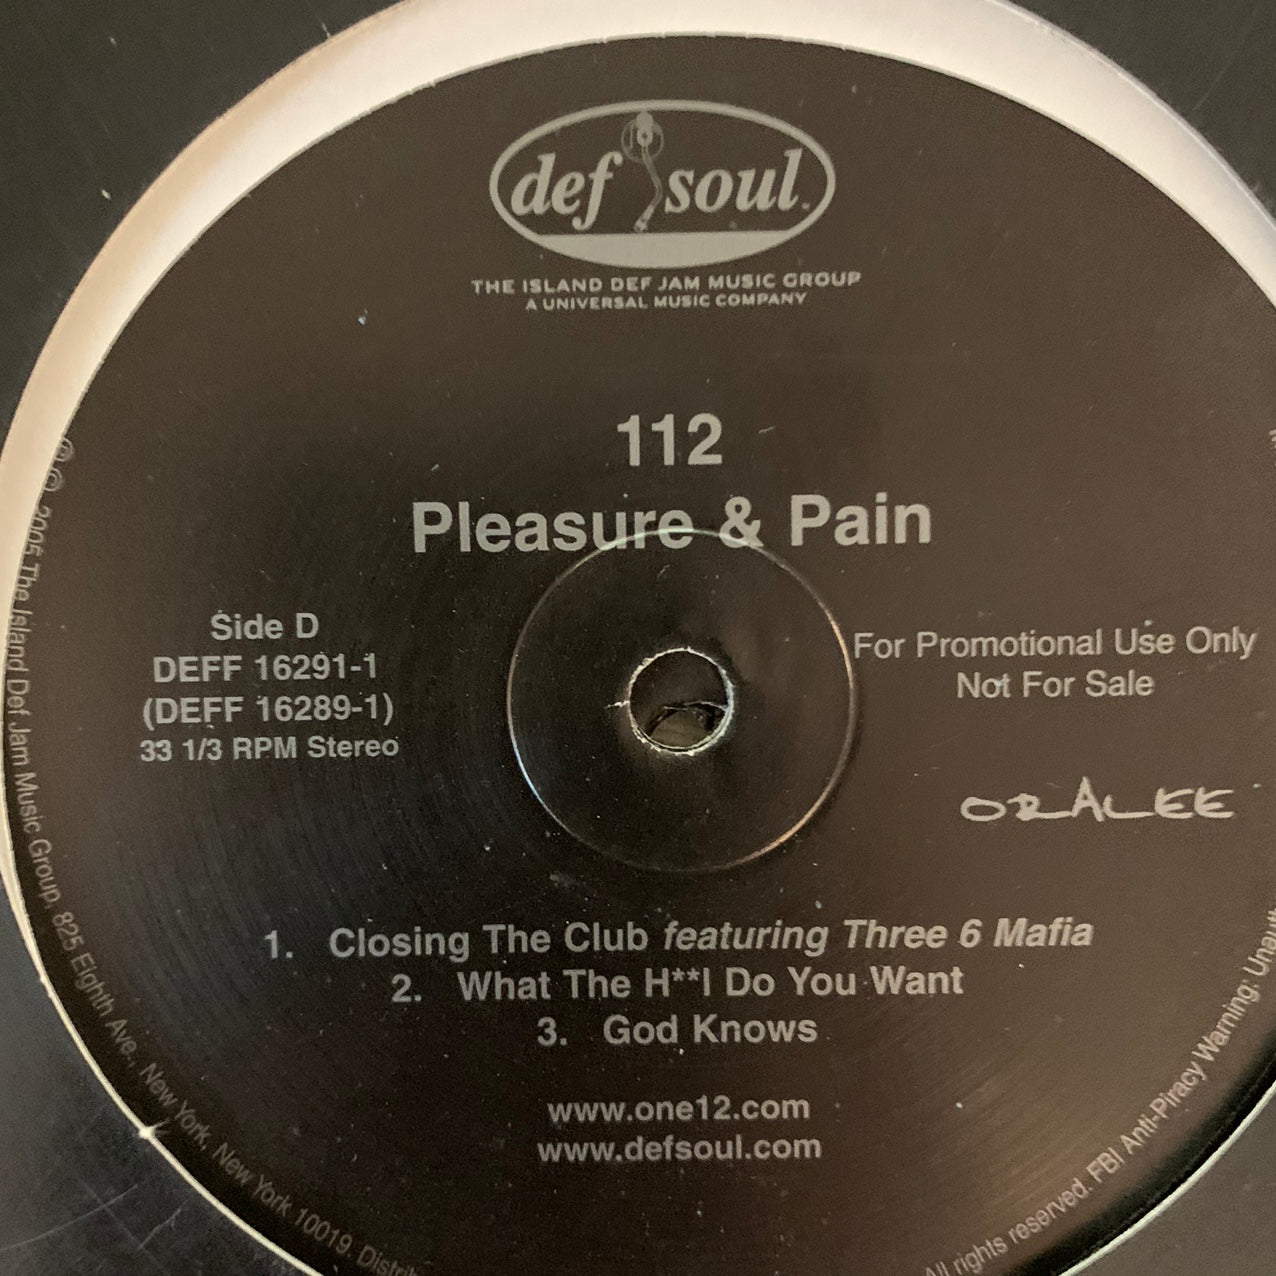 def soul
THE ISLAND DEF JAM MUSIC GROUP
A UNIVERSAL MUSIC COMPANY
112
Pleasure & Pain
Side D
DEFF 16291-1
(DEFF 16289-1)
33 1/3 RPM Stereo
For Promotional Use Only
Not For Sale
ORALEE
1. Closing The Club featuring Three 6 Mafia
2. What The H**l Do You Want
3. God Knows
www.one12.com
www.defsoul.com
℗ © 2005 The Island Def Jam Music Group, 825 Eighth Ave., New York, New York 10019.
All rights reserved. FBI Anti-Piracy Warning: